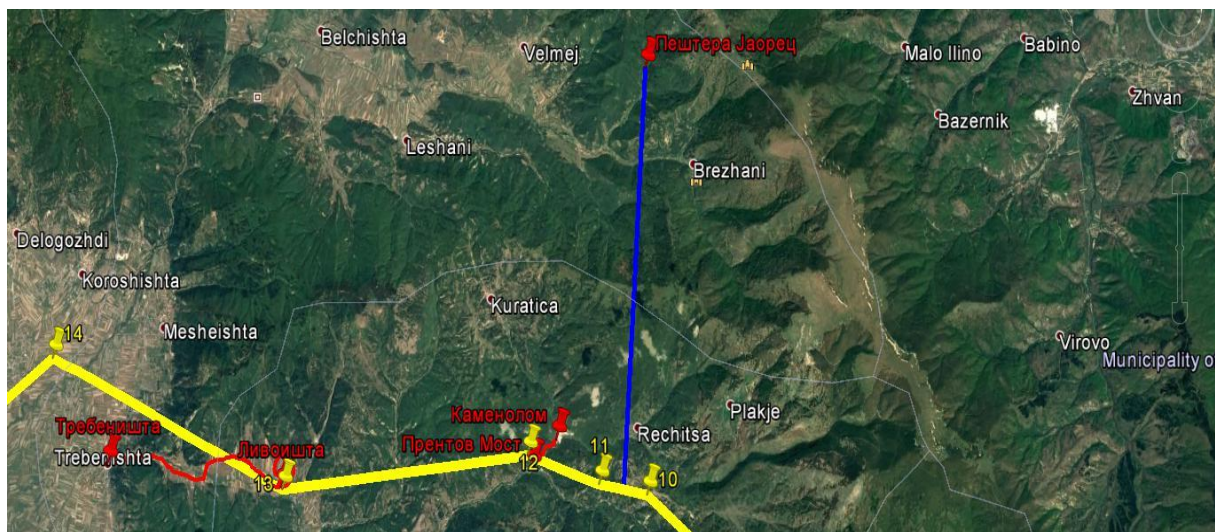 Belchishta
Velmej
Пештера Јаорец
Malo Ilino
Babino
Zhvan
Bazernik
Leshani
Brezhani
Delogozhdi
Koroshishta
Kuratica
Mesheishta
14
Virovo
Municipality of
Требеништа
Trebenishta
Ливоишта
13
Каменолом
Прентов Мост
12
11
10
Rechitsa
Plakje